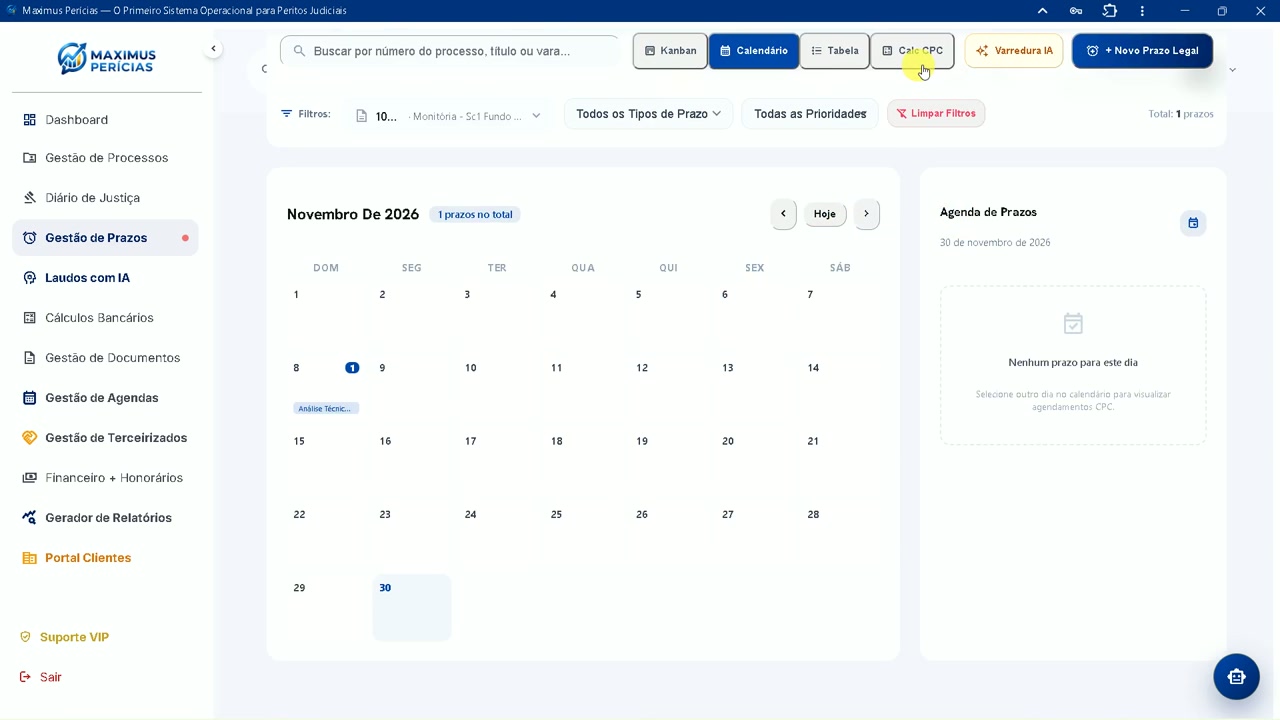 Maximus Perícias — O Primeiro Sistema Operacional para Peritos Judiciais
MAXIMUS
PERÍCIAS
Dashboard
Gestão de Processos
Diário de Justiça
Gestão de Prazos
Laudos com IA
Cálculos Bancários
Gestão de Documentos
Gestão de Agendas
Gestão de Terceirizados
Financeiro + Honorários
Gerador de Relatórios
Portal Clientes
Suporte VIP
Sair
Buscar por número do processo, título ou vara...
Kanban
Calendário
Tabela
Calc CPC
Varredura IA
+ Novo Prazo Legal
Filtros:
10... · Monitória - Sc1 Fundo ...
Todos os Tipos de Prazo
Todas as Prioridades
Limpar Filtros
Total: 1 prazos
Novembro De 2026
1 prazos no total
Hoje
DOM SEG TER QUA QUI SEX SÁB
1 2 3 4 5 6 7
8 1 9 10 11 12 13 14
Análise Técnic...
15 16 17 18 19 20 21
22 23 24 25 26 27 28
29 30
Agenda de Prazos
30 de novembro de 2026
Nenhum prazo para este dia
Selecione outro dia no calendário para visualizar
agendamentos CPC.